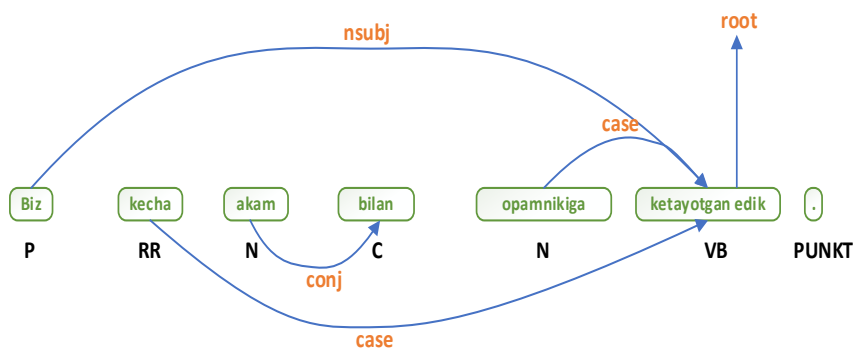 root
nsubj
case
Biz kecha akam bilan opamnikiga ketayotgan edik .
P RR N C N VB PUNKT
conj
case